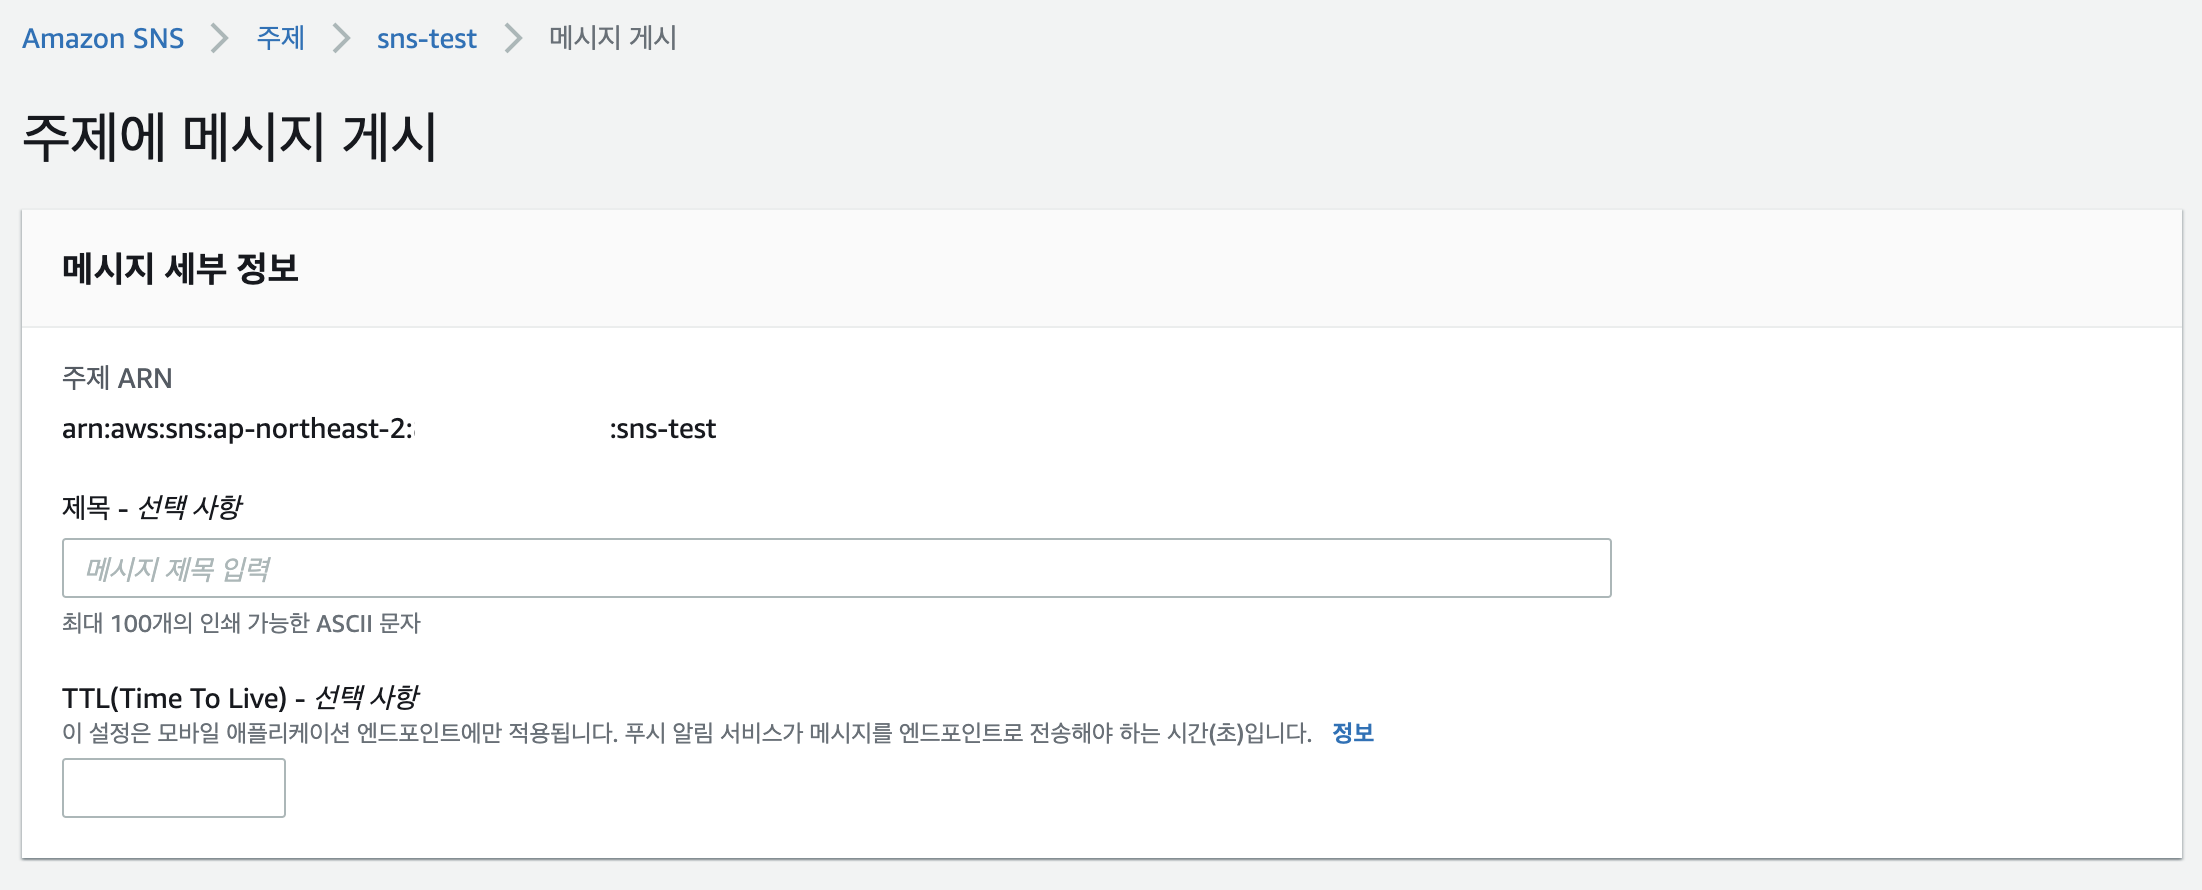 Amazon SNS > 주제 > sns-test > 메시지 게시
주제에 메시지 게시
메시지 세부 정보
주제 ARN
arn:aws:sns:ap-northeast-2: :sns-test
제목 - 선택 사항
메시지 제목 입력
최대 100개의 인쇄 가능한 ASCII 문자
TTL(Time To Live) - 선택 사항
이 설정은 모바일 애플리케이션 엔드포인트에만 적용됩니다. 푸시 알림 서비스가 메시지를 엔드포인트로 전송해야 하는 시간(초)입니다. 정보